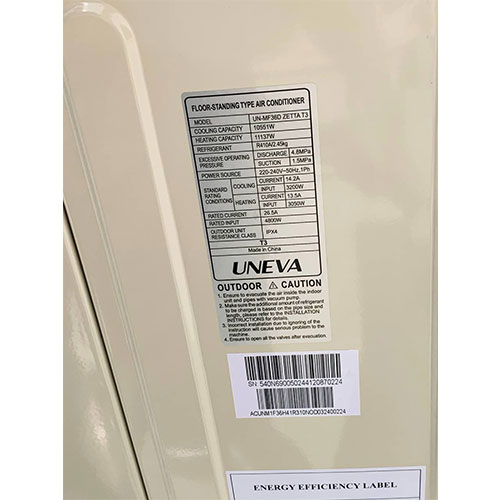 FLOOR-STANDING TYPE AIR CONDITIONER
MODEL UN-MF36D ZETTA T3
COOLING CAPACITY 10551W
HEATING CAPACITY 11137W
REFRIGERANT R410A/2.45kg
EXCESSIVE OPERATING PRESSURE DISCHARGE 4.8MPa
SUCTION 1.5MPa
POWER SOURCE 220-240V~50Hz,1Ph
STANDARD RATING CONDITIONS COOLING CURRENT 14.2A
INPUT 3200W
HEATING CURRENT 13.5A
INPUT 3050W
RATED CURRENT 26.5A
RATED INPUT 4800W
OUTDOOR UNIT RESISTANCE CLASS IPX4
T3
Made in China
UNEVA
OUTDOOR ⚠ CAUTION
1. Ensure to evacuate the air inside the indoor
unit and pipes with vacuum pump.
2. Make sure the additional amount of refrigerant
to be charged is based on the pipe size and
length, please refer to the INSTALLATION
INSTRUCTIONS for details.
3. Incorrect installation due to ignoring of the
instruction will cause serious problem to the
machine.
4. Ensure to open all the valves after installation.
SN: 540N690050244120870224
ACUNM1F36H41R310NOOO32400224
ENERGY EFFICIENCY LABEL